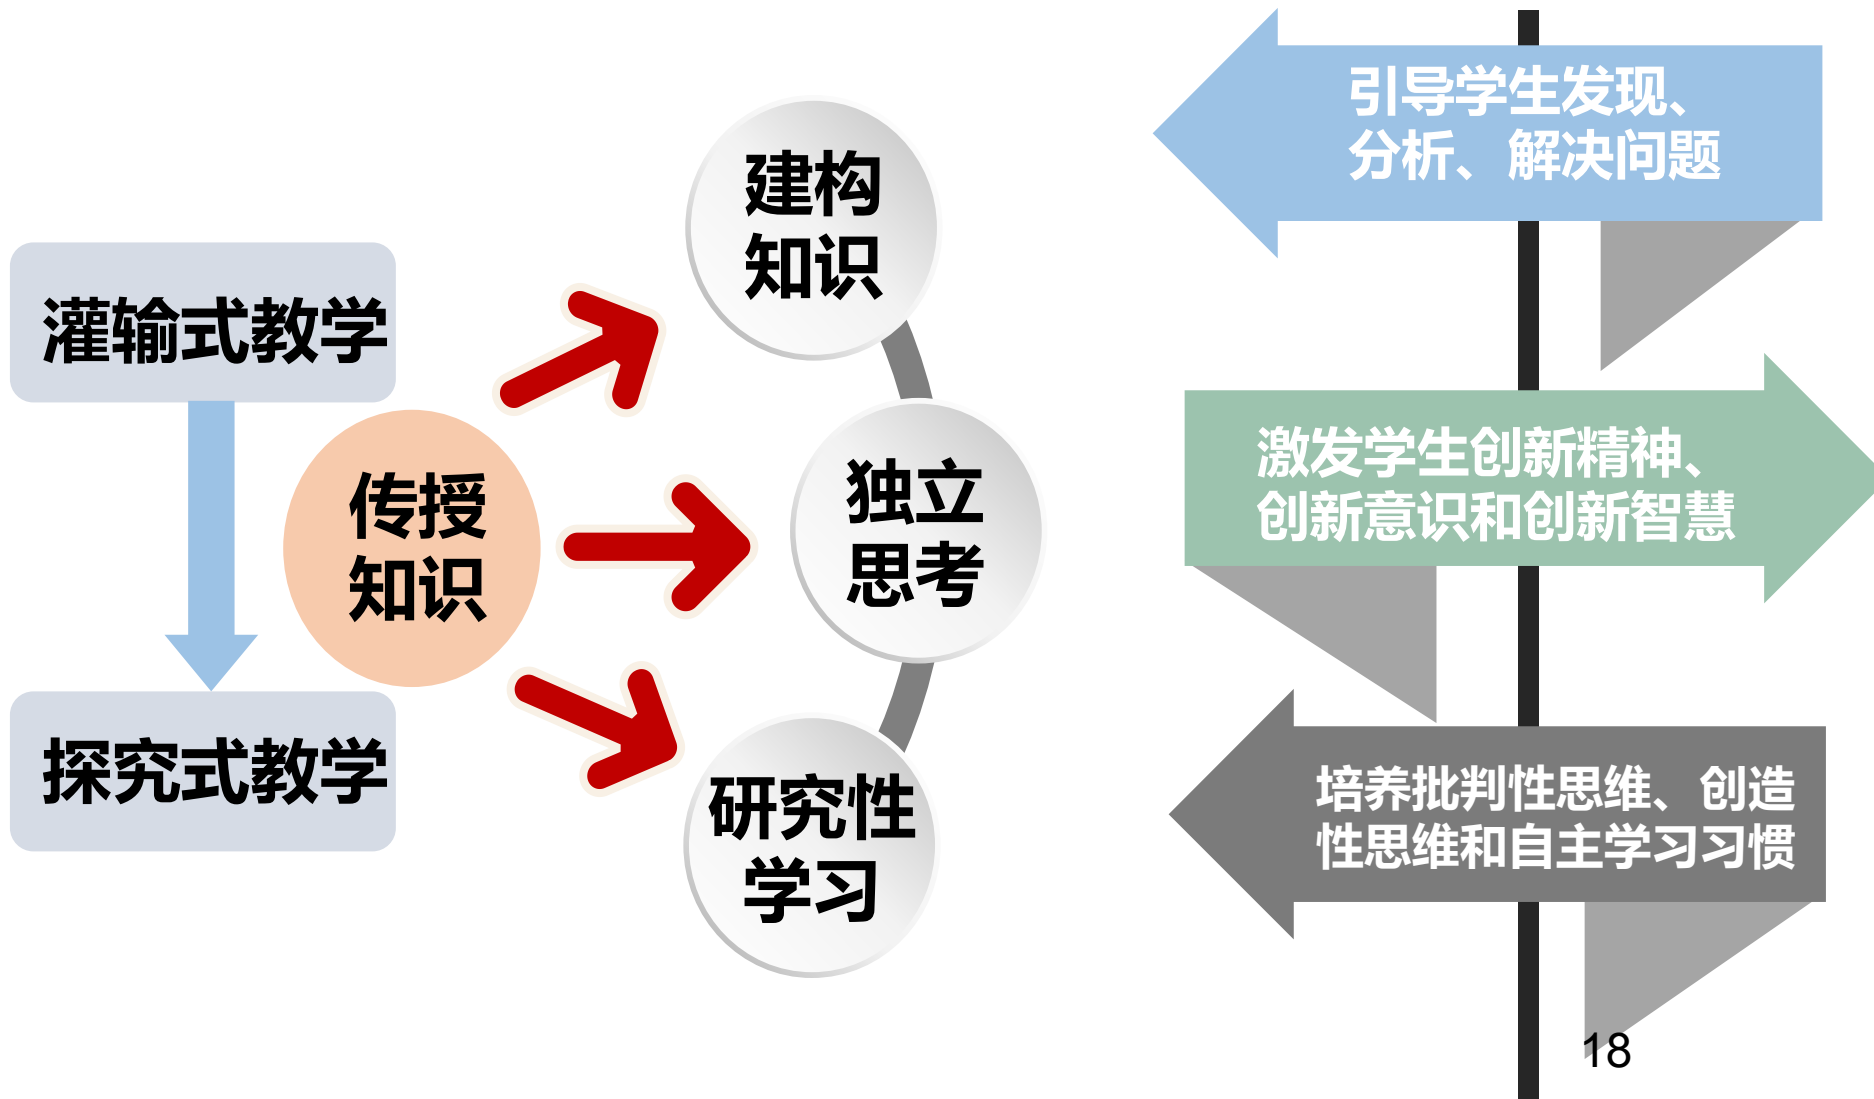 灌输式教学
探究式教学
传授
知识
建构
知识
独立
思考
研究性
学习
引导学生发现、
分析、解决问题
激发学生创新精神、
创新意识和创新智慧
培养批判性思维、创造
性思维和自主学习习惯
18